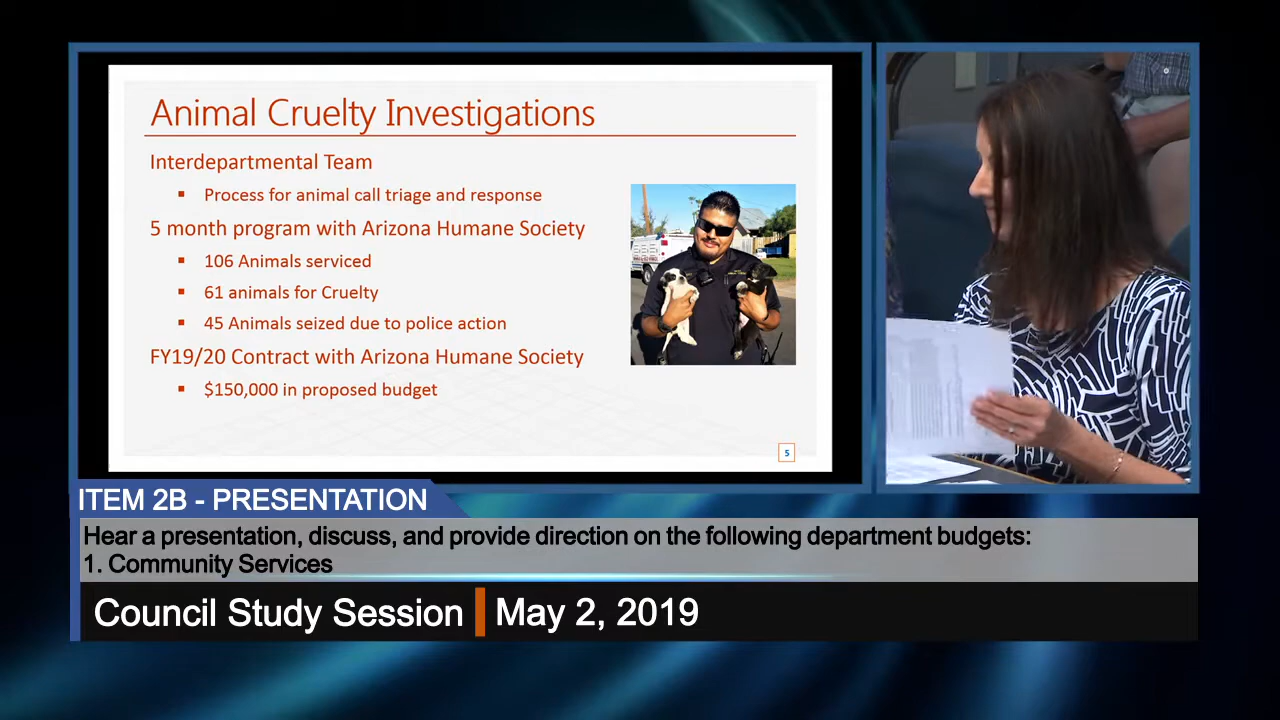 Animal Cruelty Investigations
Interdepartmental Team
▪ Process for animal call triage and response
5 month program with Arizona Humane Society
▪ 106 Animals serviced
▪ 61 animals for Cruelty
▪ 45 Animals seized due to police action
FY19/20 Contract with Arizona Humane Society
▪ $150,000 in proposed budget
5
ITEM 2B - PRESENTATION
Hear a presentation, discuss, and provide direction on the following department budgets:
1. Community Services
Council Study Session | May 2, 2019